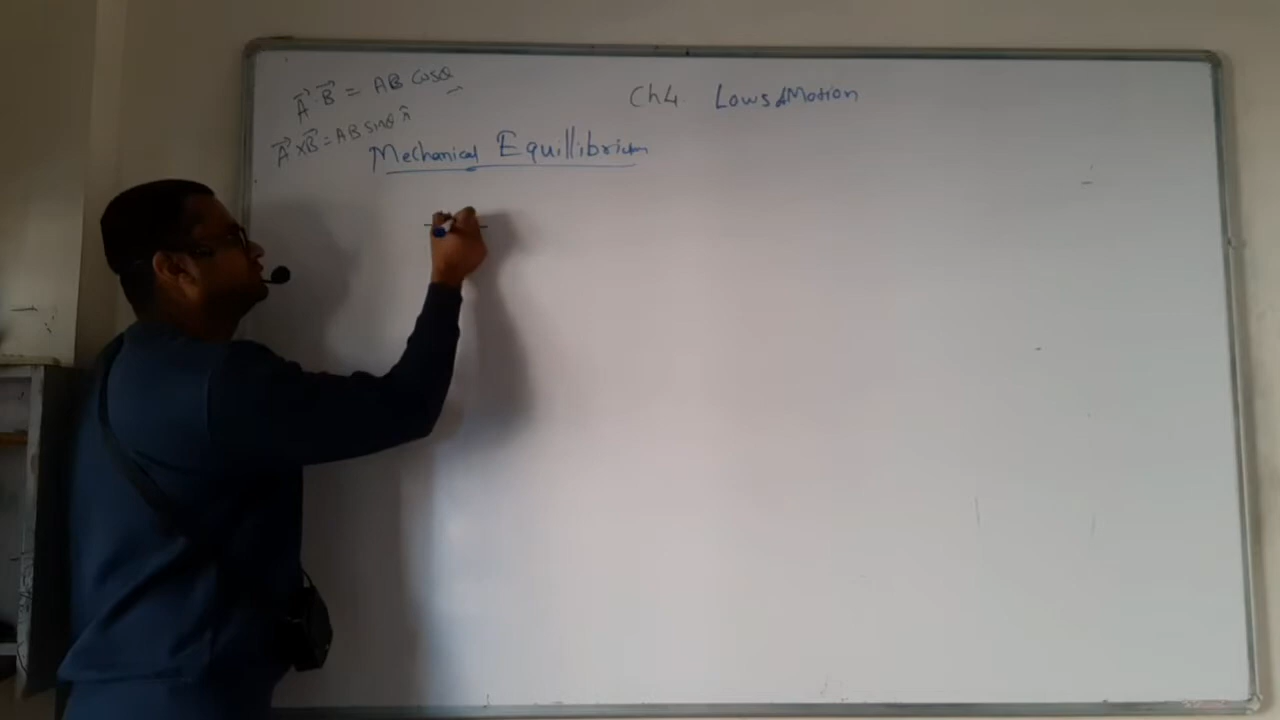 A⃗ · B⃗ = AB cosθ
Ch4. Laws of Motion
A⃗ × B⃗ = AB sinθ n̂
Mechanical Equillibrium